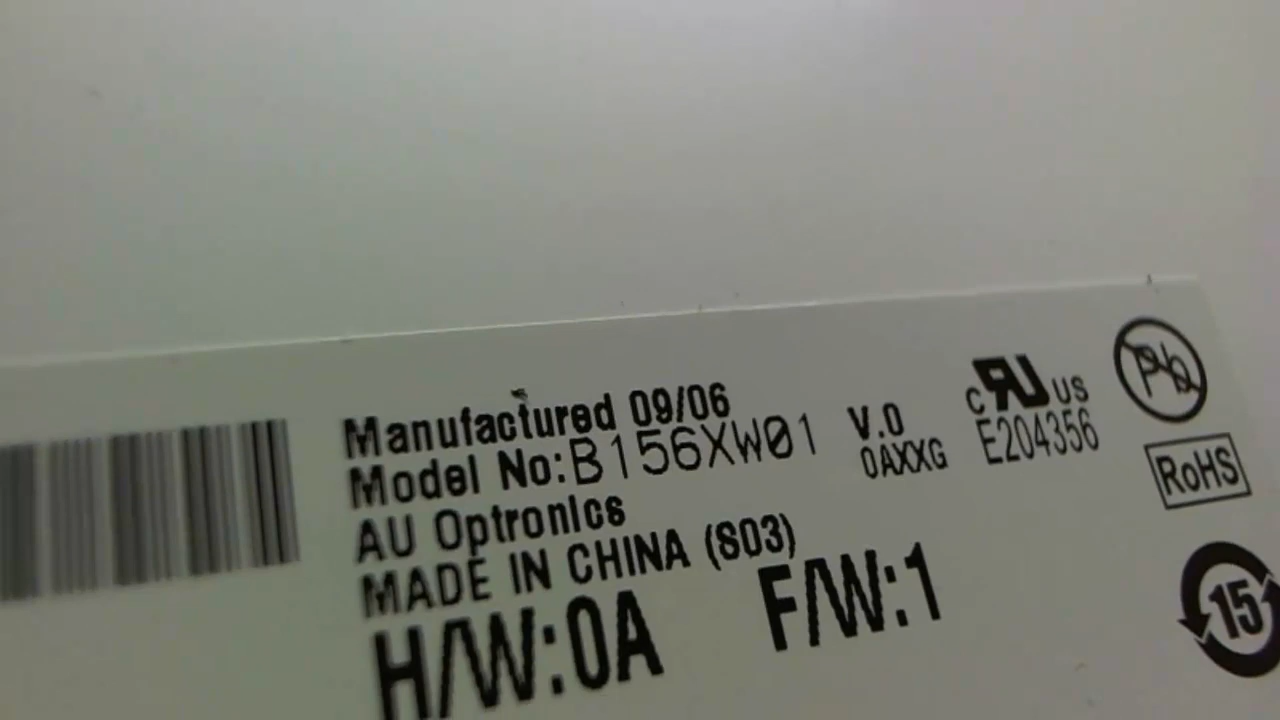 Manufactured 09/06
Model No:B156XW01 V.0
0AXXG
AU Optronics
MADE IN CHINA (S03)
H/W:0A F/W:1
c RU US
E204356
Pb
RoHS
15